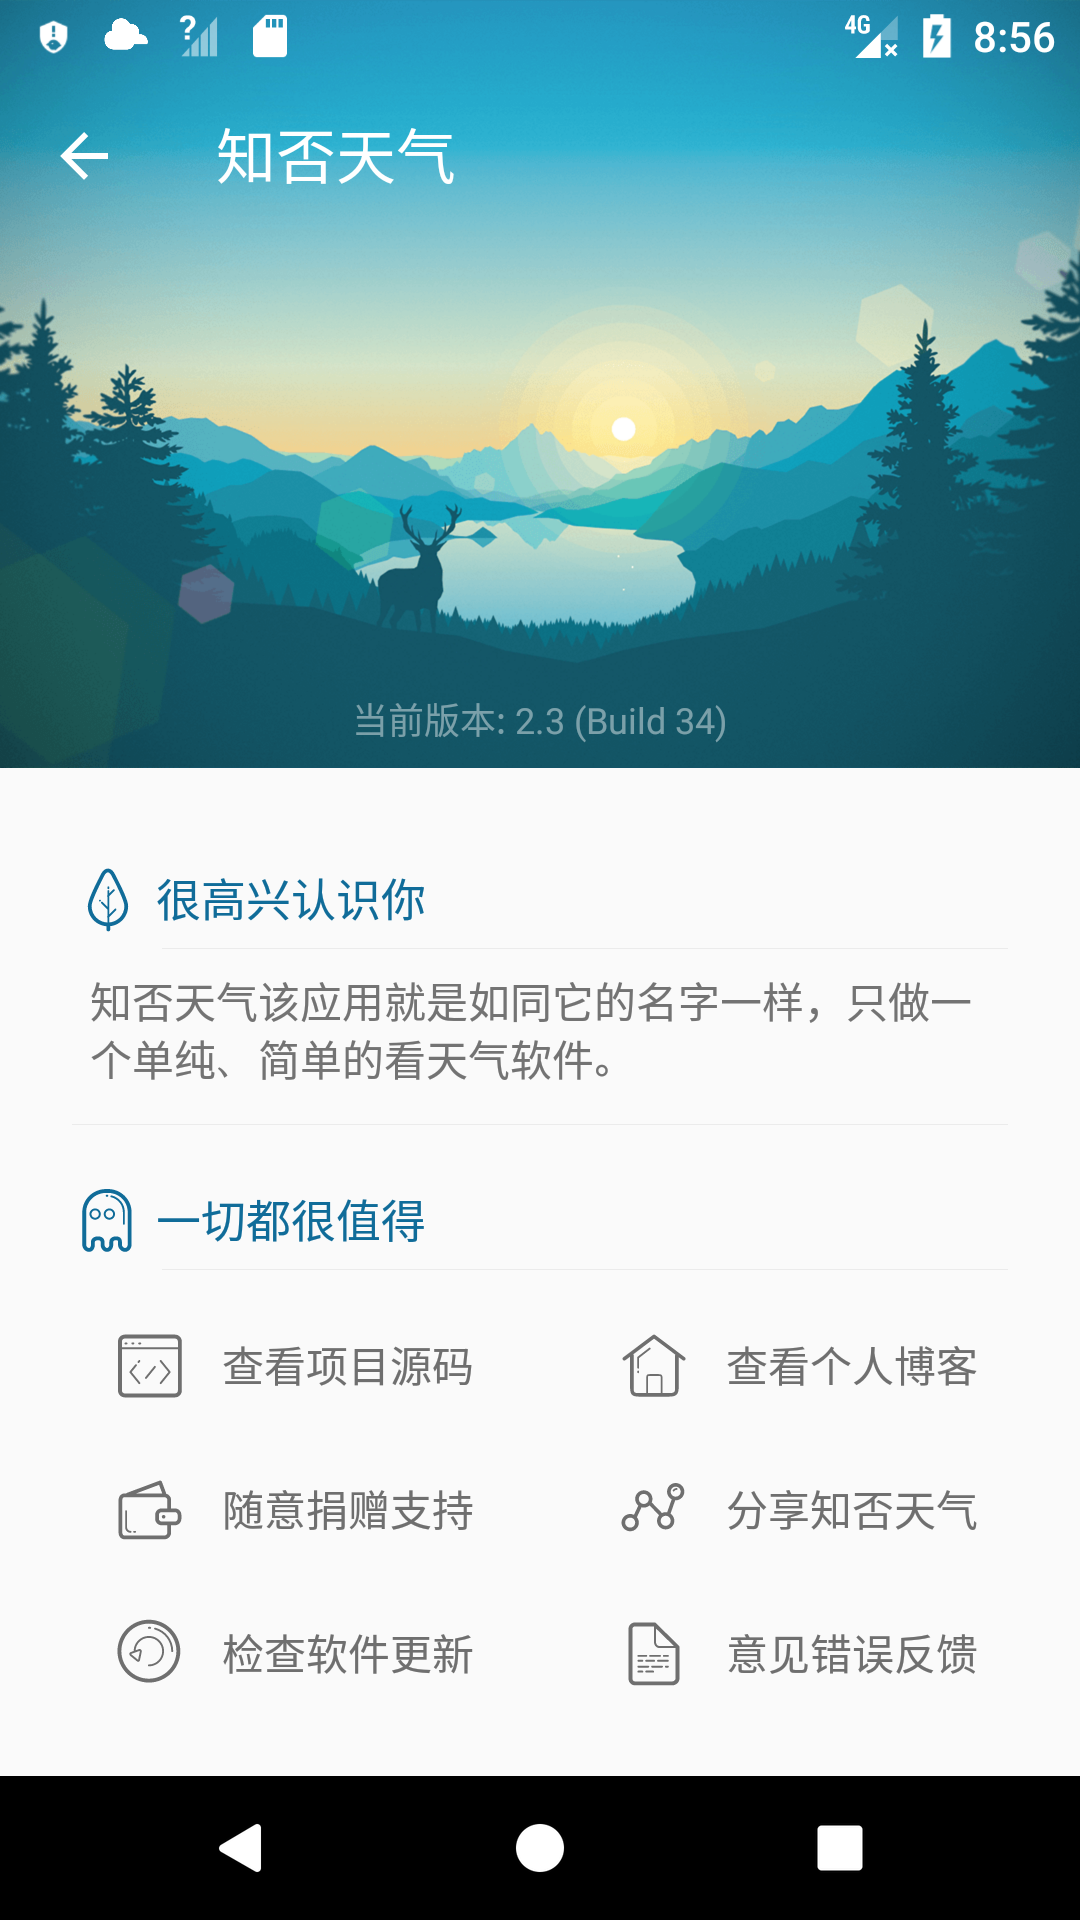 ? 4G 8:56
知否天气
当前版本: 2.3 (Build 34)
很高兴认识你
知否天气该应用就是如同它的名字一样，只做一
个单纯、简单的看天气软件。
一切都很值得
查看项目源码 查看个人博客
随意捐赠支持 分享知否天气
检查软件更新 意见错误反馈